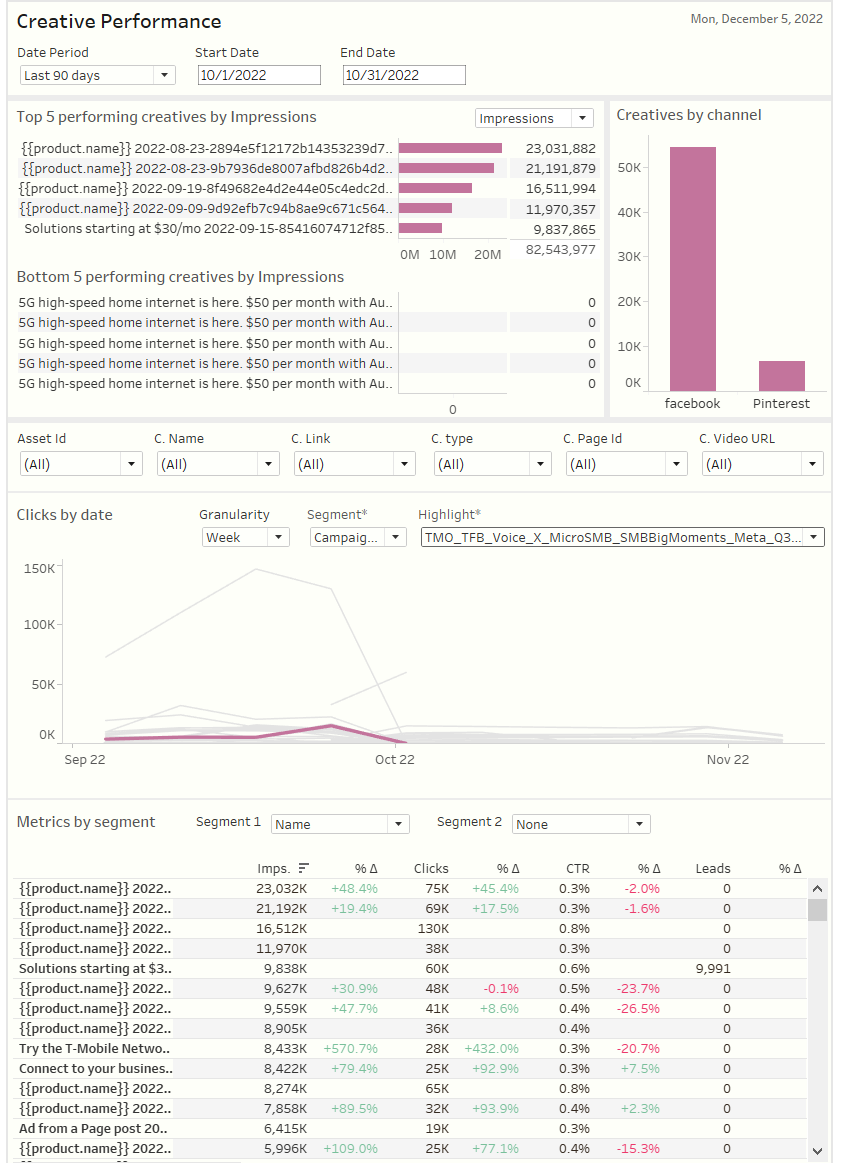 Creative Performance
Mon, December 5, 2022
Date Period Start Date End Date
Last 90 days 10/1/2022 10/31/2022
Top 5 performing creatives by Impressions
Impressions
{{product.name}} 2022-08-23-2894e5f12172b14353239d7.. 23,031,882
{{product.name}} 2022-08-23-9b7936de8007afbd826b4d2.. 21,191,879
{{product.name}} 2022-09-19-8f49682e4d2e44e05c4edc2d.. 16,511,994
{{product.name}} 2022-09-09-9d92efb7c94b8ae9c671c564.. 11,970,357
Solutions starting at $30/mo 2022-09-15-85416074712f85.. 9,837,865
0M 10M 20M 82,543,977
Bottom 5 performing creatives by Impressions
5G high-speed home internet is here. $50 per month with Au.. 0
5G high-speed home internet is here. $50 per month with Au.. 0
5G high-speed home internet is here. $50 per month with Au.. 0
5G high-speed home internet is here. $50 per month with Au.. 0
5G high-speed home internet is here. $50 per month with Au.. 0
0
Creatives by channel
50K
40K
30K
20K
10K
0K
facebook Pinterest
Asset Id C. Name C. Link C. type C. Page Id C. Video URL
(All) (All) (All) (All) (All) (All)
Clicks by date
Granularity Segment* Highlight*
Week Campaig... TMO_TFB_Voice_X_MicroSMB_SMBBigMoments_Meta_Q3...
150K
100K
50K
0K
Sep 22 Oct 22 Nov 22
Metrics by segment Segment 1 Name Segment 2 None
Imps. % Δ Clicks % Δ CTR % Δ Leads % Δ
{{product.name}} 2022.. 23,032K +48.4% 75K +45.4% 0.3% -2.0% 0
{{product.name}} 2022.. 21,192K +19.4% 69K +17.5% 0.3% -1.6% 0
{{product.name}} 2022.. 16,512K 130K 0.8% 0
{{product.name}} 2022.. 11,970K 38K 0.3% 0
Solutions starting at $3.. 9,838K 60K 0.6% 9,991
{{product.name}} 2022.. 9,627K +30.9% 48K -0.1% 0.5% -23.7% 0
{{product.name}} 2022.. 9,559K +47.7% 41K +8.6% 0.4% -26.5% 0
{{product.name}} 2022.. 8,905K 36K 0.4% 0
Try the T-Mobile Netwo.. 8,433K +570.7% 28K +432.0% 0.3% -20.7% 0
Connect to your busines.. 8,422K +79.4% 25K +92.9% 0.3% +7.5% 0
{{product.name}} 2022.. 8,274K 65K 0.8% 0
{{product.name}} 2022.. 7,858K +89.5% 32K +93.9% 0.4% +2.3% 0
Ad from a Page post 20.. 6,415K 19K 0.3% 0
{{product.name}} 2022.. 5,996K +109.0% 25K +77.1% 0.4% -15.3% 0